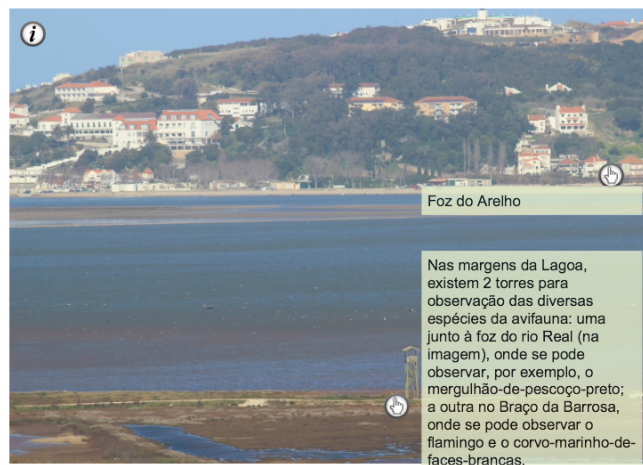 i
Foz do Arelho
Nas margens da Lagoa,
existem 2 torres para
observação das diversas
espécies da avifauna: uma
junto à foz do rio Real (na
imagem), onde se pode
observar, por exemplo, o
mergulhão-de-pescoço-preto;
a outra no Braço da Barrosa,
onde se pode observar o
flamingo e o corvo-marinho-de-
faces-brancas.